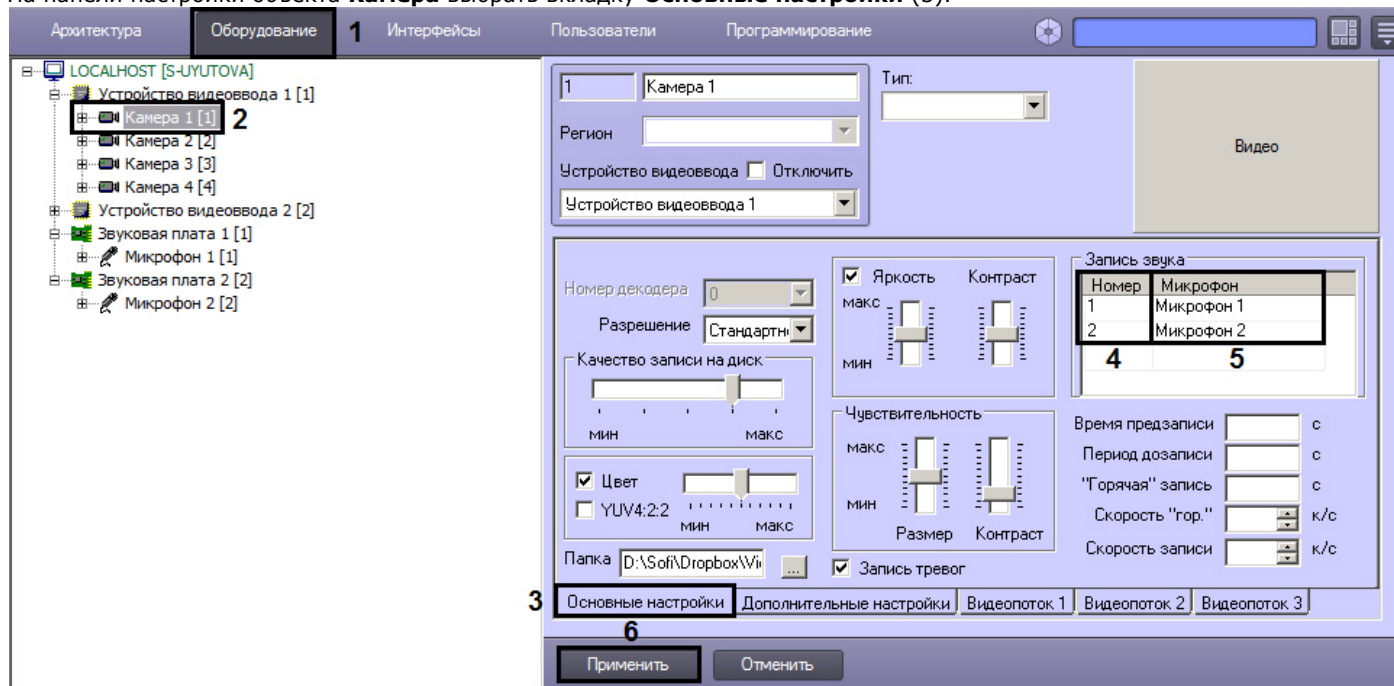 На панели настройки объекта Камера выбрать вкладку Основные настройки (3).
Архитектура Оборудование 1 Интерфейсы Пользователи Программирование
LOCALHOST [S-UYUTOVA]
Устройство видеоввода 1 [1]
Камера 1 [1] 2
Камера 2 [2]
Камера 3 [3]
Камера 4 [4]
Устройство видеоввода 2 [2]
Звуковая плата 1 [1]
Микрофон 1 [1]
Звуковая плата 2 [2]
Микрофон 2 [2]
1 Камера 1
Тип:
Регион
Устройство видеоввода Отключить
Устройство видеоввода 1
Видео
Номер декодера 0
Разрешение Стандартн
Качество записи на диск
мин макс
Цвет
YUV4:2:2
мин макс
Папка D:\Sofi\Dropbox\Vi ...
Яркость Контраст
макс
мин
Чувствительность
макс
мин
Размер Контраст
Запись тревог
Запись звука
Номер Микрофон
1 Микрофон 1
2 Микрофон 2
4 5
Время предзаписи с
Период дозаписи с
"Горячая" запись с
Скорость "гор." к/с
Скорость записи к/с
3 Основные настройки Дополнительные настройки Видеопоток 1 Видеопоток 2 Видеопоток 3
6
Применить Отменить